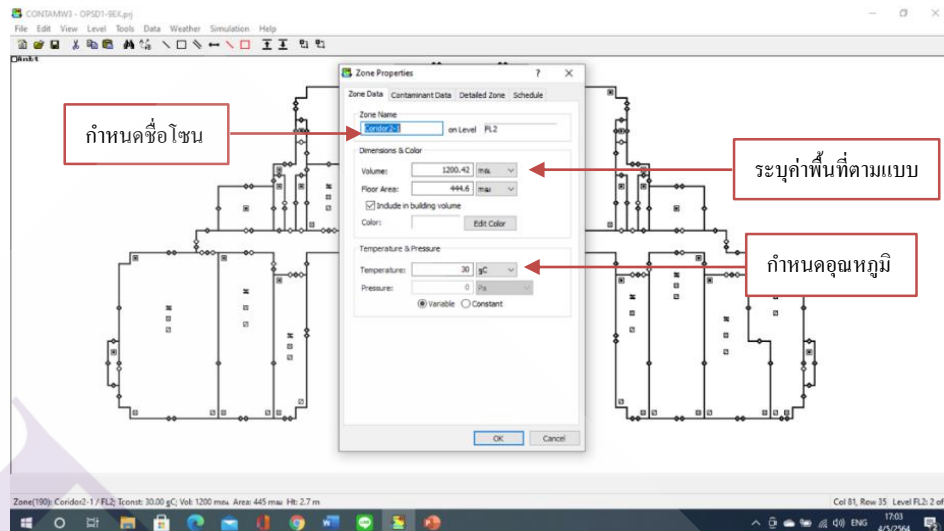 CONTAMW3 - OPSD1-9EX.prj
File Edit View Level Tools Data Weather Simulation Help
Ambt
Zone Properties ? ×
Zone Data Contaminant Data Detailed Zone Schedule
Zone Name
Coridor2-1 on Level FL2
Dimensions & Color
Volume: 1200.42
Floor Area: 444.6
Include in building volume
Color: Edit Color
Temperature & Pressure
Temperature: 30 gC
Pressure: 0 Pa
Variable Constant
OK Cancel
กำหนดชื่อโซน
ระบุค่าพื้นที่ตามแบบ
กำหนดอุณหภูมิ
Zone(190): Coridor2-1 / FL2; Tconst: 30.00 gC; Vol: 1200 Area: 445 Ht: 2.7 m
Col 81, Row 35 Level FL2: 2 of
ENG
17:03
4/5/2564